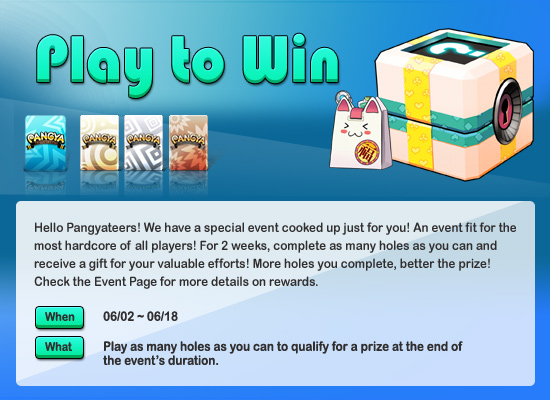 Play to Win
PANGYA PANGYA PANGYA PANGYA
Hello Pangyateers! We have a special event cooked up just for you! An event fit for the
most hardcore of all players! For 2 weeks, complete as many holes as you can and
receive a gift for your valuable efforts! More holes you complete, better the prize!
Check the Event Page for more details on rewards.
When 06/02 ~ 06/18
What Play as many holes as you can to qualify for a prize at the end of
the event's duration.